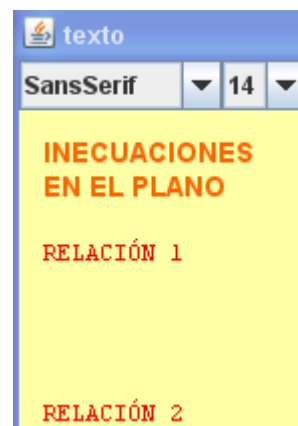 texto
SansSerif 14
INECUACIONES
EN EL PLANO
RELACIÓN 1
RELACIÓN 2